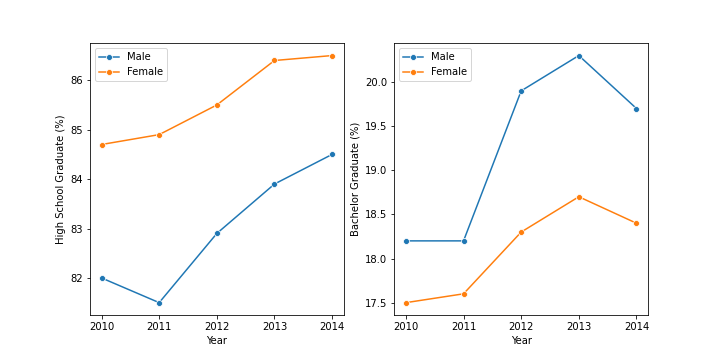 High School Graduate (%)
86
85
84
83
82
Male
Female
2010 2011 2012 2013 2014
Year
Bachelor Graduate (%)
20.0
19.5
19.0
18.5
18.0
17.5
Male
Female
2010 2011 2012 2013 2014
Year